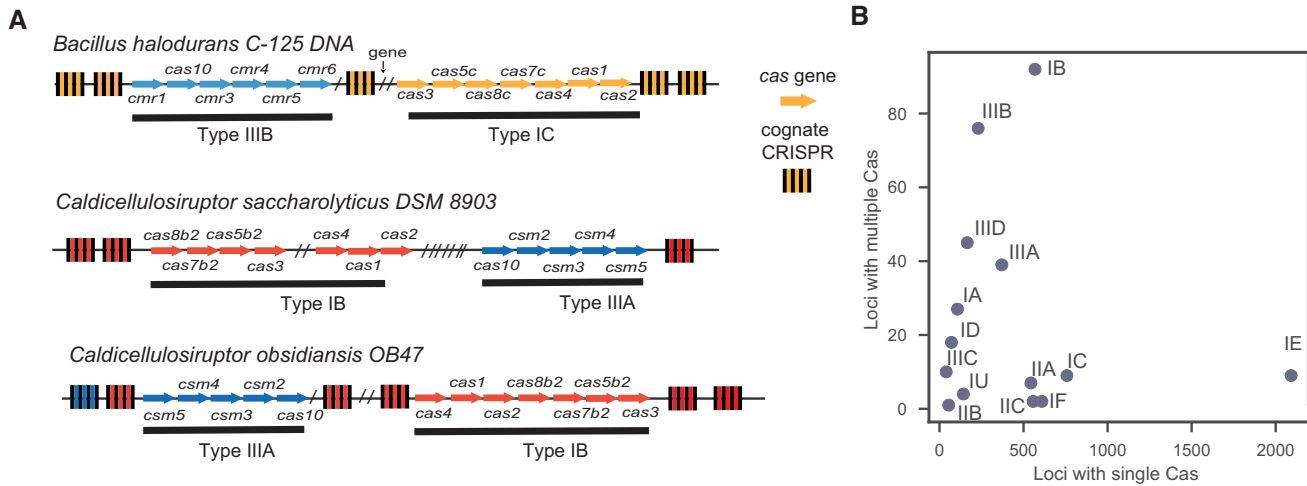 A
Bacillus halodurans C-125 DNA
gene
cas10 cmr4 cmr6 cas5c cas7c cas1
cmr1 cmr3 cmr5 cas3 cas8c cas4 cas2
Type IIIB Type IC
cas gene
cognate
CRISPR
Caldicellulosiruptor saccharolyticus DSM 8903
cas8b2 cas5b2 cas4 cas2 csm2 csm4
cas7b2 cas3 cas1 cas10 csm3 csm5
Type IB Type IIIA
Caldicellulosiruptor obsidiansis OB47
csm4 csm2 cas1 cas8b2 cas5b2
csm5 csm3 cas10 cas4 cas2 cas7b2 cas3
Type IIIA Type IB
B
Loci with multiple Cas
80
60
40
20
0
IB
IIIB
IIID
IIIA
IA
ID
IIIC
IU
IIB
IIA
IC
IIC
IF
IE
0 500 1000 1500 2000
Loci with single Cas